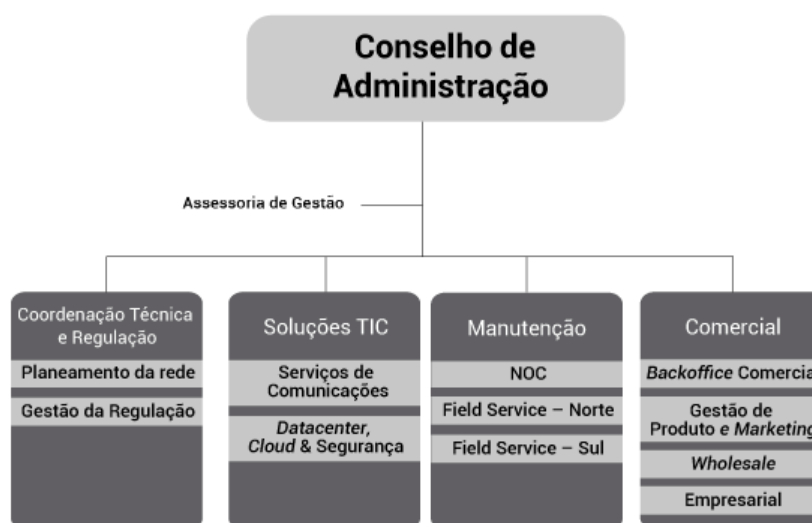 Conselho de
Administração
Assessoria de Gestão
Coordenação Técnica
e Regulação
Planeamento da rede
Gestão da Regulação
Soluções TIC
Serviços de
Comunicações
Datacenter,
Cloud & Segurança
Manutenção
NOC
Field Service – Norte
Field Service – Sul
Comercial
Backoffice Comercia
Gestão de
Produto e Marketing
Wholesale
Empresarial